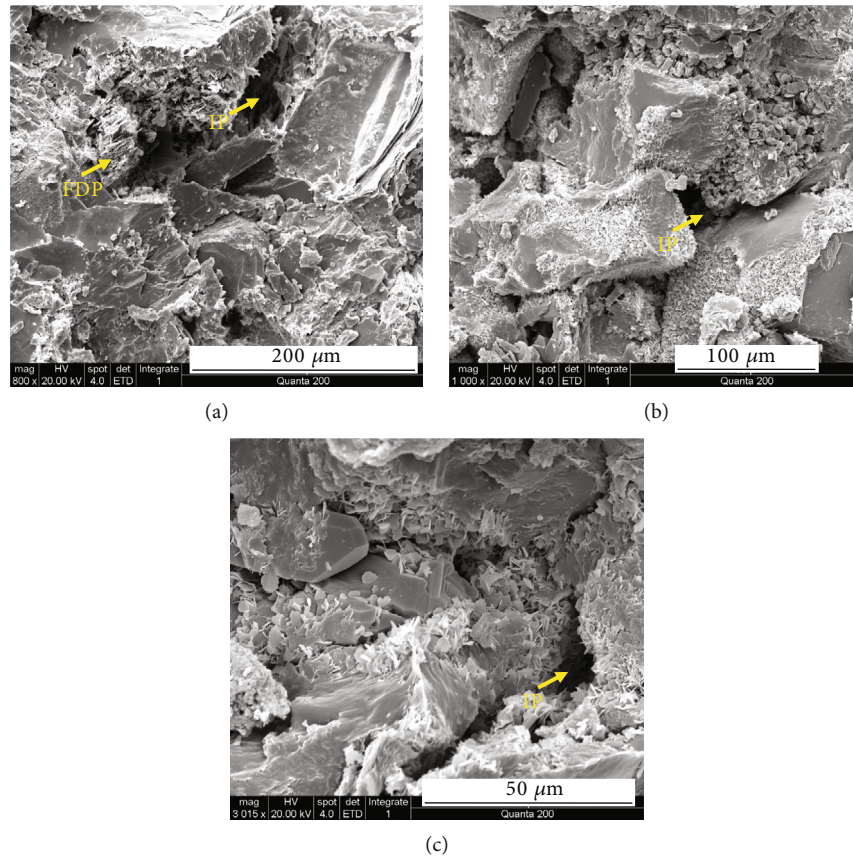 IP
FDP
200 μm
mag HV spot det Integrate
800 x 20.00 kV 4.0 ETD 1 Quanta 200
(a)
IP
100 μm
mag HV spot det Integrate
1 000 x 20.00 kV 4.0 ETD 1 Quanta 200
(b)
IP
50 μm
mag HV spot det Integrate
3 015 x 20.00 kV 4.0 ETD 1 Quanta 200
(c)